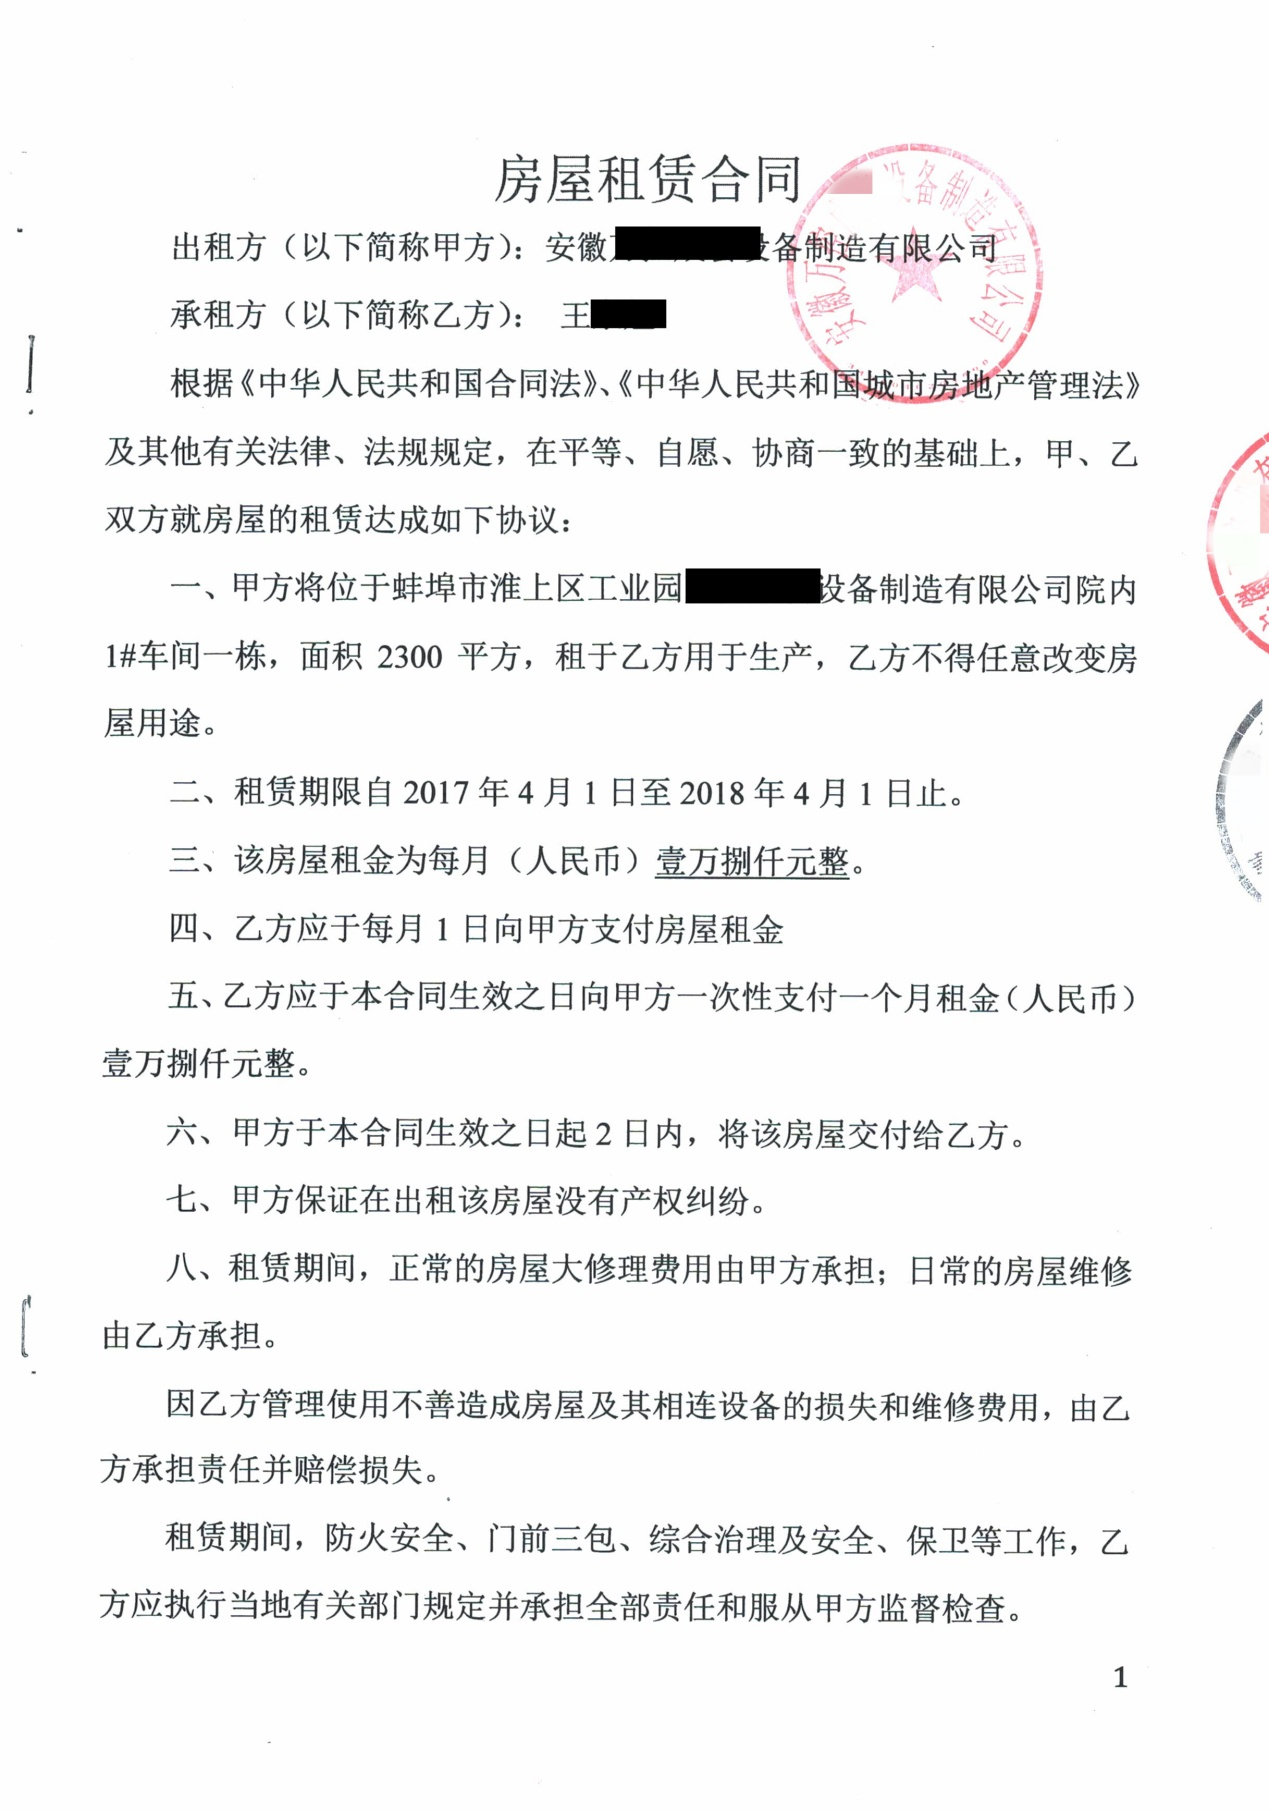 房屋租赁合同
出租方（以下简称甲方）：安徽 设备制造有限公司
承租方（以下简称乙方）： 王
根据《中华人民共和国合同法》、《中华人民共和国城市房地产管理法》
及其他有关法律、法规规定，在平等、自愿、协商一致的基础上，甲、乙
双方就房屋的租赁达成如下协议：
一、甲方将位于蚌埠市淮上区工业园 设备制造有限公司院内
1#车间一栋，面积 2300 平方，租于乙方用于生产，乙方不得任意改变房
屋用途。
二、租赁期限自 2017 年 4 月 1 日至 2018 年 4 月 1 日止。
三、该房屋租金为每月（人民币）壹万捌仟元整。
四、乙方应于每月 1 日向甲方支付房屋租金
五、乙方应于本合同生效之日向甲方一次性支付一个月租金（人民币）
壹万捌仟元整。
六、甲方于本合同生效之日起 2 日内，将该房屋交付给乙方。
七、甲方保证在出租该房屋没有产权纠纷。
八、租赁期间，正常的房屋大修理费用由甲方承担；日常的房屋维修
由乙方承担。
因乙方管理使用不善造成房屋及其相连设备的损失和维修费用，由乙
方承担责任并赔偿损失。
租赁期间，防火安全、门前三包、综合治理及安全、保卫等工作，乙
方应执行当地有关部门规定并承担全部责任和服从甲方监督检查。
1
安徽万 设备制造有限公司